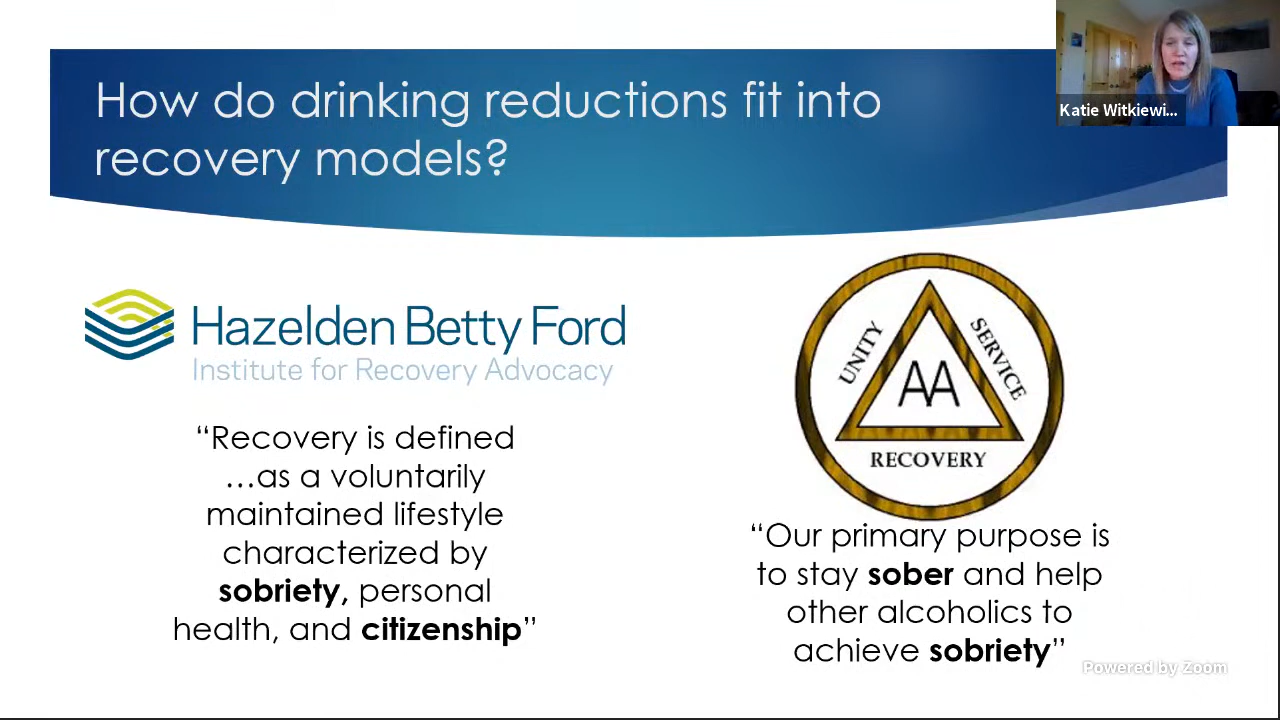 How do drinking reductions fit into
recovery models?
Katie Witkiewi...
Hazelden Betty Ford
Institute for Recovery Advocacy
“Recovery is defined
…as a voluntarily
maintained lifestyle
characterized by
sobriety, personal
health, and citizenship”
UNITY
SERVICE
AA
RECOVERY
“Our primary purpose is
to stay sober and help
other alcoholics to
achieve sobriety”
Powered by Zoom